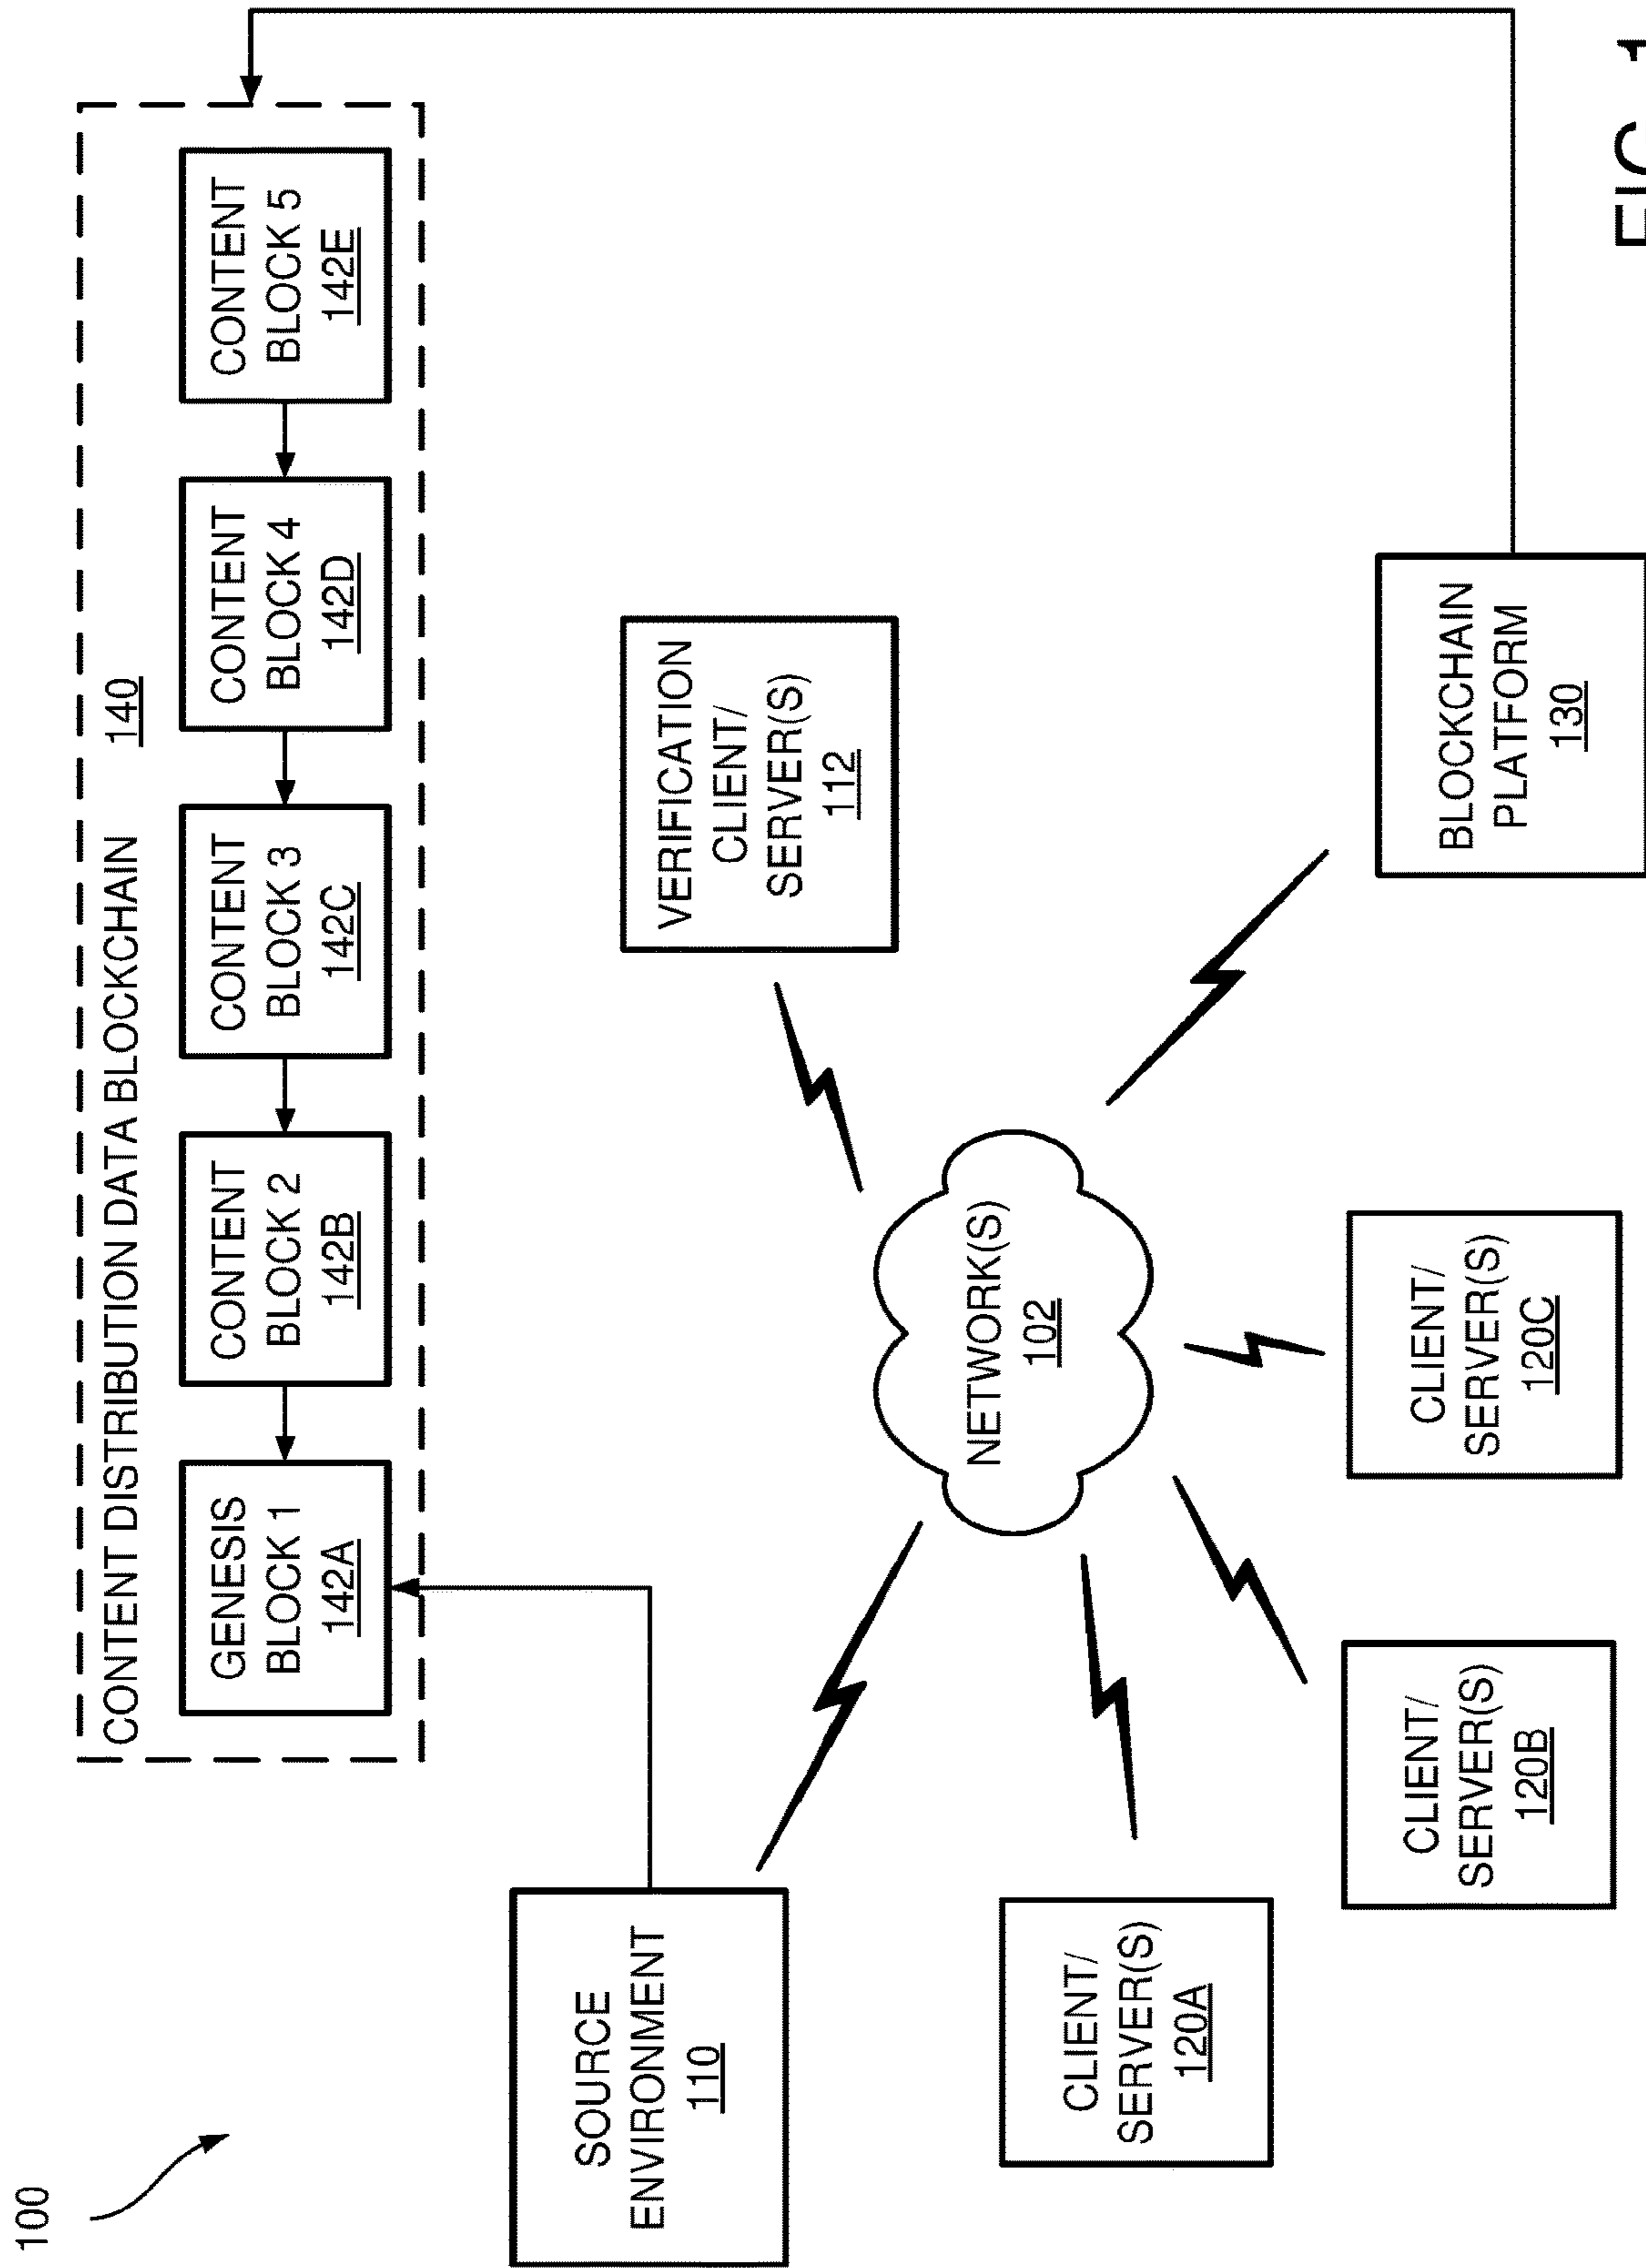 100
CONTENT DISTRIBUTION DATA BLOCKCHAIN 140
GENESIS
BLOCK 1
142A
CONTENT
BLOCK 2
142B
CONTENT
BLOCK 3
142C
CONTENT
BLOCK 4
142D
CONTENT
BLOCK 5
142E
SOURCE
ENVIRONMENT
110
VERIFICATION
CLIENT/
SERVER(S)
112
NETWORK(S)
102
CLIENT/
SERVER(S)
120A
CLIENT/
SERVER(S)
120B
CLIENT/
SERVER(S)
120C
BLOCKCHAIN
PLATFORM
130
FIG. 1